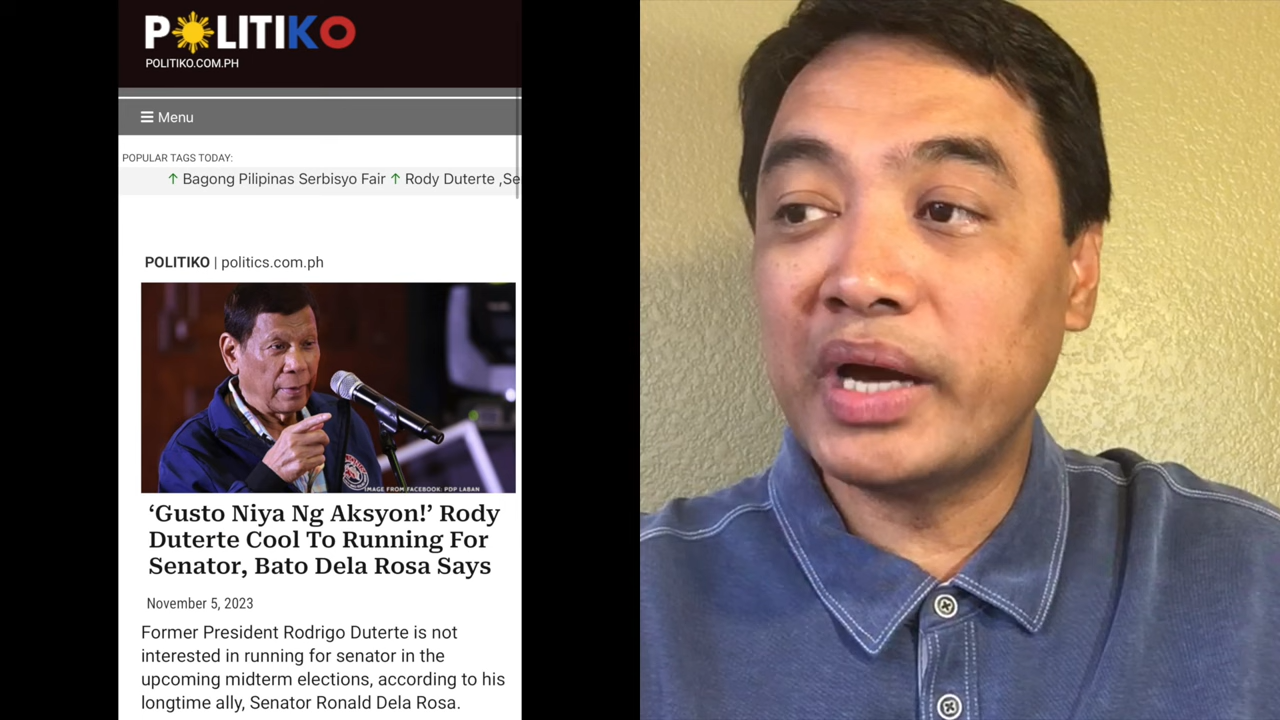 POLITIKO
POLITIKO.COM.PH
Menu
POPULAR TAGS TODAY:
↑ Bagong Pilipinas Serbisyo Fair ↑ Rody Duterte ,Se
POLITIKO | politics.com.ph
IMAGE FROM FACEBOOK: PDP LABAN
‘Gusto Niya Ng Aksyon!’ Rody
Duterte Cool To Running For
Senator, Bato Dela Rosa Says
November 5, 2023
Former President Rodrigo Duterte is not
interested in running for senator in the
upcoming midterm elections, according to his
longtime ally, Senator Ronald Dela Rosa.